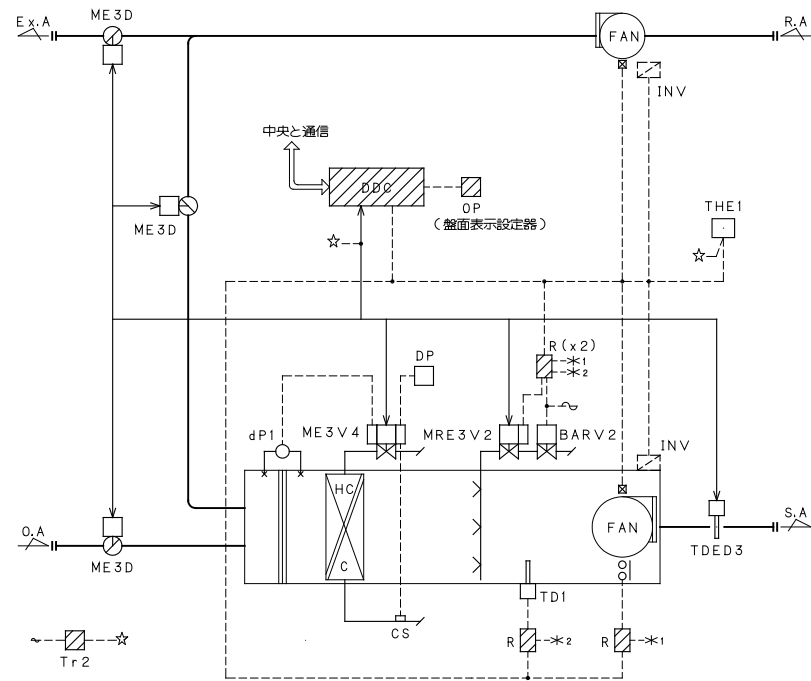 ME3D
Ex.A
R.A
FAN
INV
中央と通信
DDC
OP
(盤面表示設定器)
THE1
☆
ME3D
☆
R(x2)
*1
*2
DP
ME3V4
MRE3V2
BARV2
dP1
INV
HC
C
FAN
S.A
O.A
ME3D
TDED3
TD1
CS
R
*2
R
*1
☆
Tr2